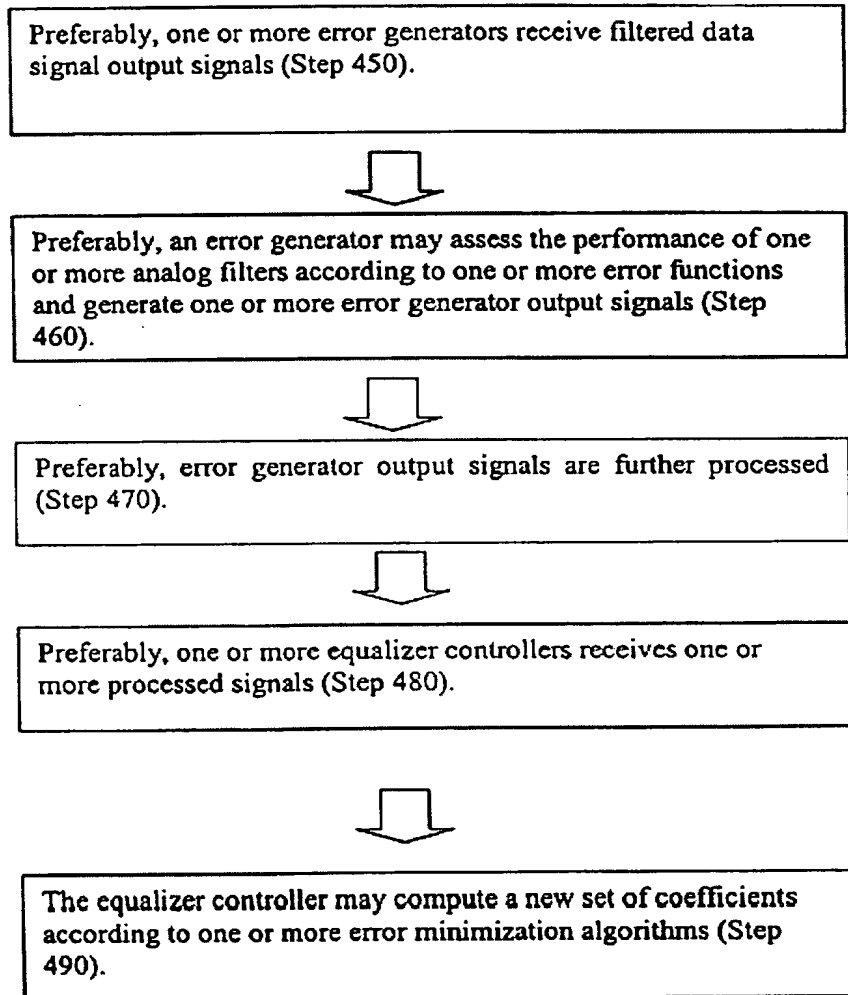 Preferably, one or more error generators receive filtered data
signal output signals (Step 450).
Preferably, an error generator may assess the performance of one
or more analog filters according to one or more error functions
and generate one or more error generator output signals (Step
460).
Preferably, error generator output signals are further processed
(Step 470).
Preferably, one or more equalizer controllers receives one or
more processed signals (Step 480).
The equalizer controller may compute a new set of coefficients
according to one or more error minimization algorithms (Step
490).